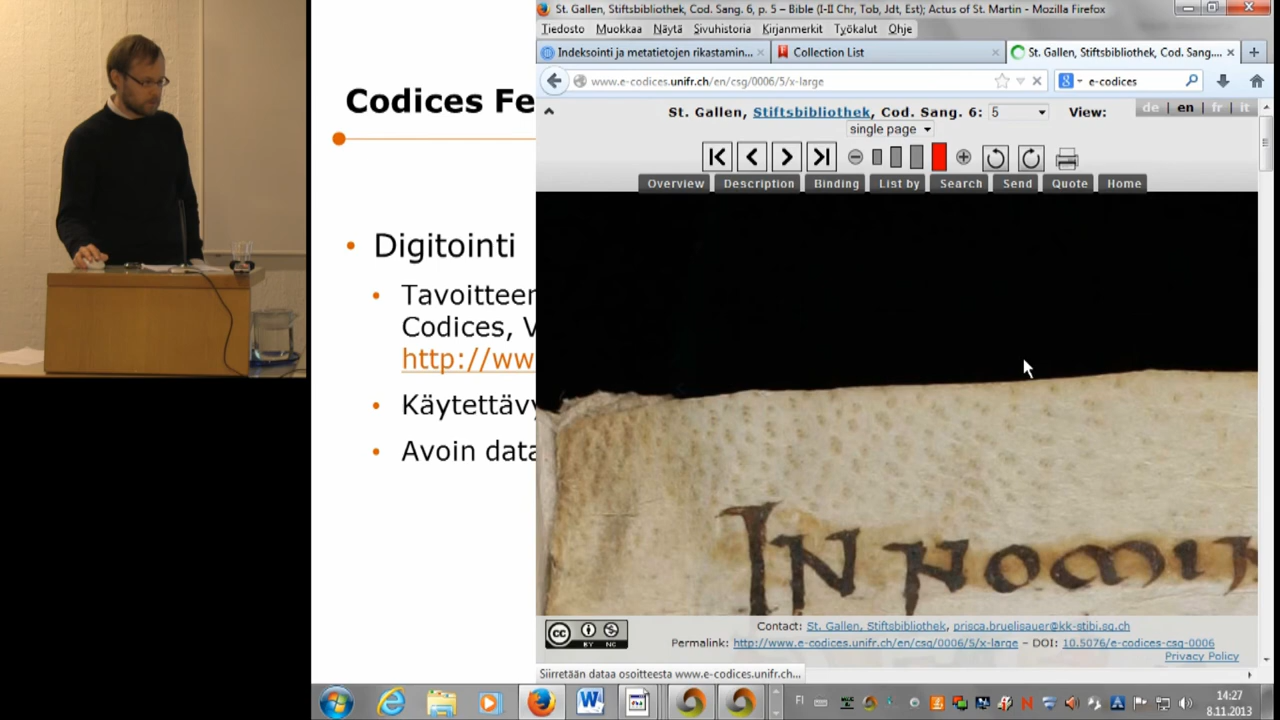 St. Gallen, Stiftsbibliothek, Cod. Sang. 6, p. 5 – Bible (I-II Chr, Tob, Jdt, Est); Actus of St. Martin - Mozilla Firefox
Tiedosto Muokkaa Näytä Sivuhistoria Kirjanmerkit Työkalut Ohje
Indeksointi ja metatietojen rikastamin... Collection List St. Gallen, Stiftsbibliothek, Cod. Sang....
www.e-codices.unifr.ch/en/csg/0006/5/x-large e-codices
St. Gallen, Stiftsbibliothek, Cod. Sang. 6: 5 View: de en fr it
single page
Overview Description Binding List by Search Send Quote Home
Codices Fe
Digitointi
Tavoitteen
Codices, V
http://ww
Käytettävy
Avoin data
IN NOMIN
Contact: St. Gallen, Stiftsbibliothek, prisca.bruelisauer@kk-stibi.sg.ch
Permalink: http://www.e-codices.unifr.ch/en/csg/0006/5/x-large – DOI: 10.5076/e-codices-csg-0006
Privacy Policy
cc BY NC
Siirretään dataa osoitteesta www.e-codices.unifr.ch...
FI 14:27
8.11.2013